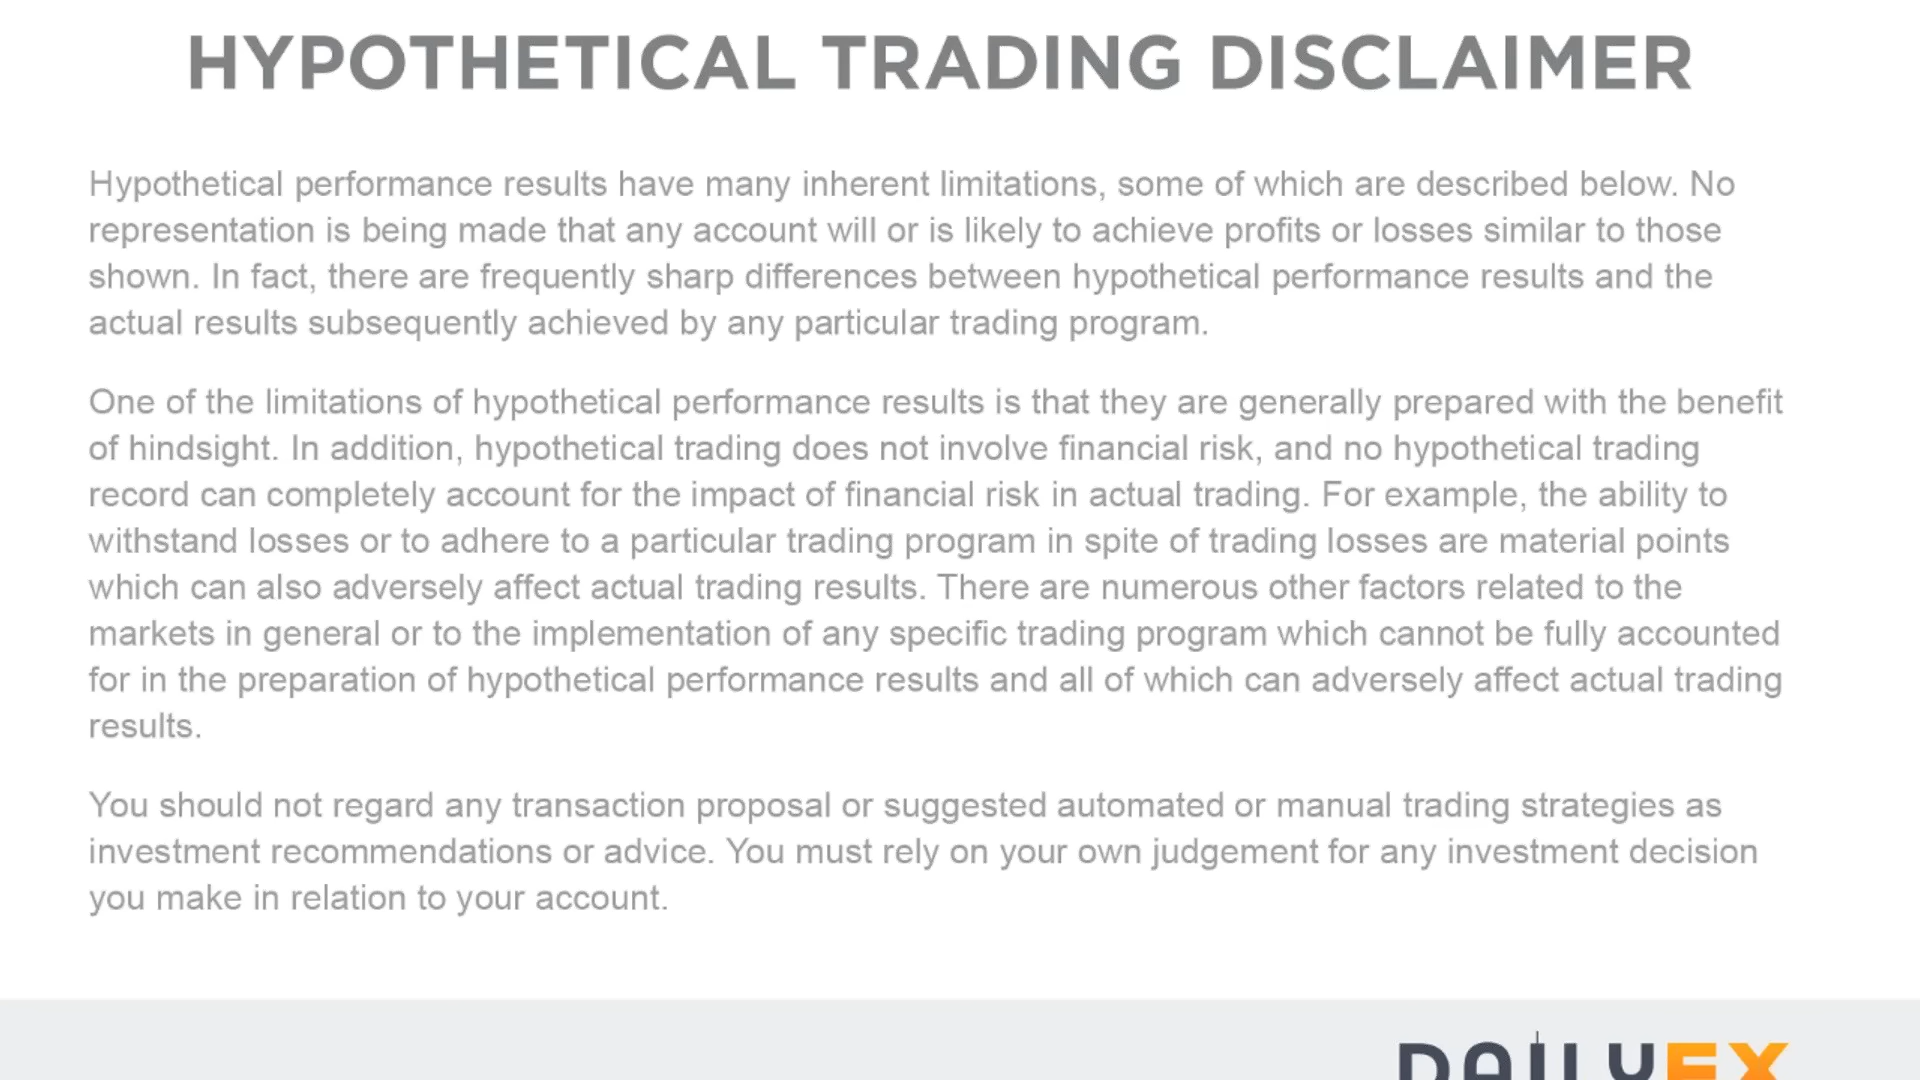 HYPOTHETICAL TRADING DISCLAIMER
Hypothetical performance results have many inherent limitations, some of which are described below. No
representation is being made that any account will or is likely to achieve profits or losses similar to those
shown. In fact, there are frequently sharp differences between hypothetical performance results and the
actual results subsequently achieved by any particular trading program.
One of the limitations of hypothetical performance results is that they are generally prepared with the benefit
of hindsight. In addition, hypothetical trading does not involve financial risk, and no hypothetical trading
record can completely account for the impact of financial risk in actual trading. For example, the ability to
withstand losses or to adhere to a particular trading program in spite of trading losses are material points
which can also adversely affect actual trading results. There are numerous other factors related to the
markets in general or to the implementation of any specific trading program which cannot be fully accounted
for in the preparation of hypothetical performance results and all of which can adversely affect actual trading
results.
You should not regard any transaction proposal or suggested automated or manual trading strategies as
investment recommendations or advice. You must rely on your own judgement for any investment decision
you make in relation to your account.
DAILYFX